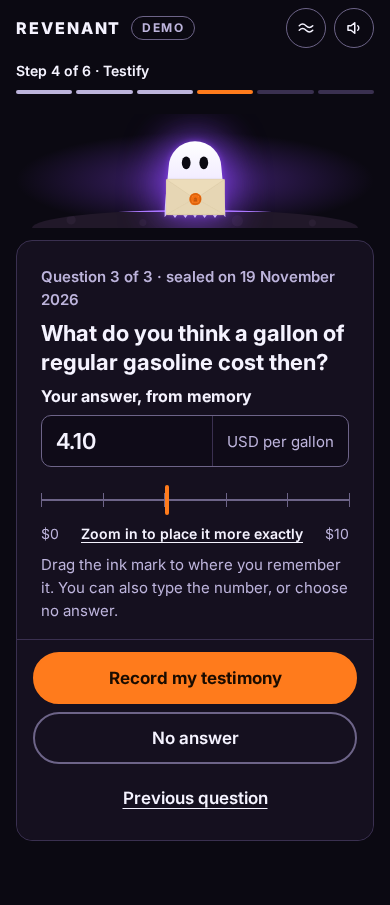 REVENANT DEMO
Step 4 of 6 · Testify
Question 3 of 3 · sealed on 19 November
2026
What do you think a gallon of
regular gasoline cost then?
Your answer, from memory
4.10 USD per gallon
$0 Zoom in to place it more exactly $10
Drag the ink mark to where you remember
it. You can also type the number, or choose
no answer.
Record my testimony
No answer
Previous question